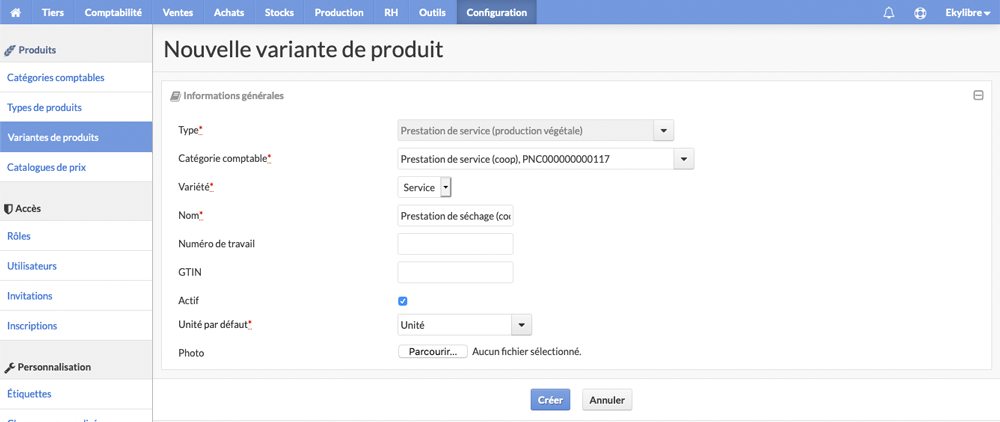 Tiers Comptabilité Ventes Achats Stocks Production RH Outils Configuration Ekylibre
Produits
Catégories comptables
Types de produits
Variantes de produits
Catalogues de prix
Accès
Rôles
Utilisateurs
Invitations
Inscriptions
Personnalisation
Étiquettes
Nouvelle variante de produit
Informations générales
Type* Prestation de service (production végétale)
Catégorie comptable* Prestation de service (coop), PNC000000000117
Variété* Service
Nom* Prestation de séchage (coo
Numéro de travail
GTIN
Actif
Unité par défaut* Unité
Photo Parcourir... Aucun fichier sélectionné.
Créer Annuler